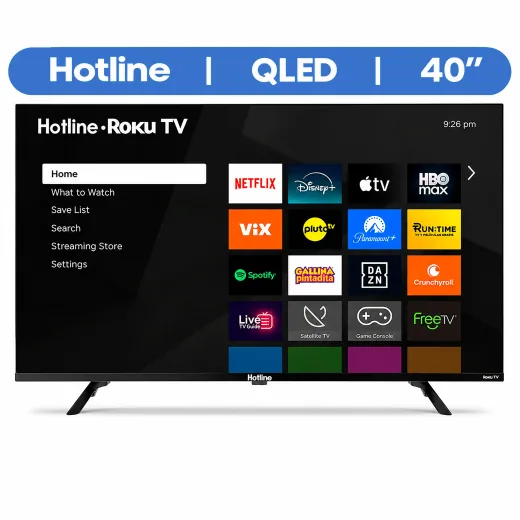 Hotline | QLED | 40”
Hotline • Roku TV
9:26 pm
Home
What to Watch
Save List
Search
Streaming Store
Settings
NETFLIX
Disney+
tv
HBO max
ViX
pluto tv
Paramount+
RUN:TIME
Spotify
GALLINA pintadita
DAZN
Crunchyroll
Live TV Guide
Satellite TV
Game Console
FreeTV
Hotline
Roku TV